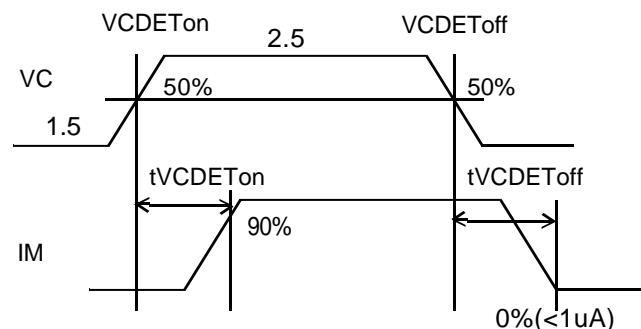 VCDETon
VCDEToff
2.5
VC
50%
50%
1.5
tVCDETon
tVCDEToff
90%
IM
0%(<1uA)